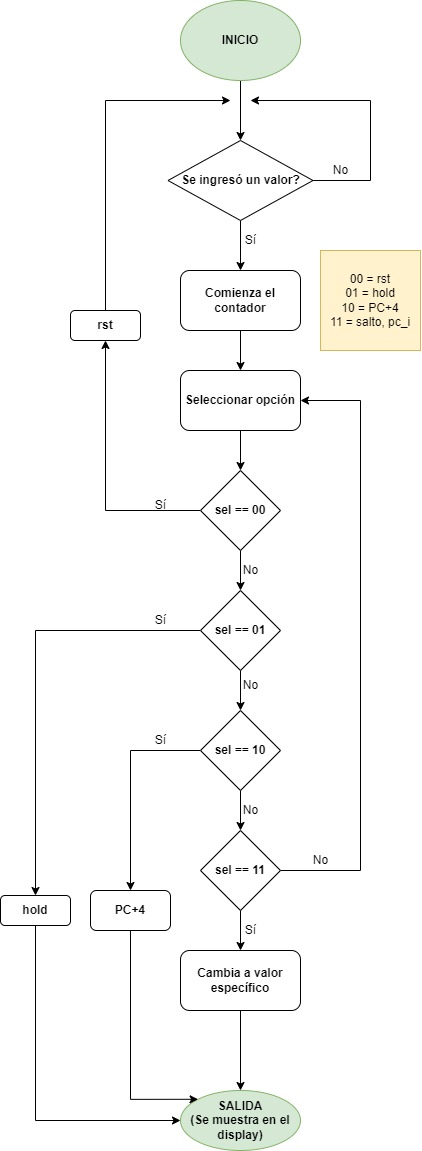 INICIO
Se ingresó un valor?
No
Sí
Comienza el
contador
00 = rst
01 = hold
10 = PC+4
11 = salto, pc_i
rst
Seleccionar opción
sel == 00
Sí
No
sel == 01
Sí
No
sel == 10
Sí
No
sel == 11
No
Sí
hold
PC+4
Cambia a valor
específico
SALIDA
(Se muestra en el
display)